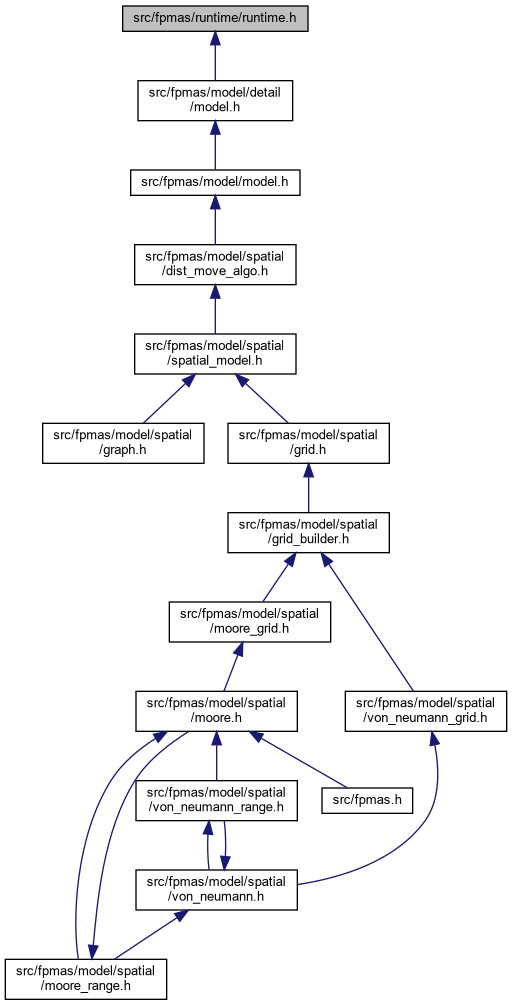 src/fpmas/runtime/runtime.h
src/fpmas/model/detail
/model.h
src/fpmas/model/model.h
src/fpmas/model/spatial
/dist_move_algo.h
src/fpmas/model/spatial
/spatial_model.h
src/fpmas/model/spatial
/graph.h
src/fpmas/model/spatial
/grid.h
src/fpmas/model/spatial
/grid_builder.h
src/fpmas/model/spatial
/moore_grid.h
src/fpmas/model/spatial
/moore.h
src/fpmas/model/spatial
/von_neumann_grid.h
src/fpmas/model/spatial
/von_neumann_range.h
src/fpmas.h
src/fpmas/model/spatial
/von_neumann.h
src/fpmas/model/spatial
/moore_range.h